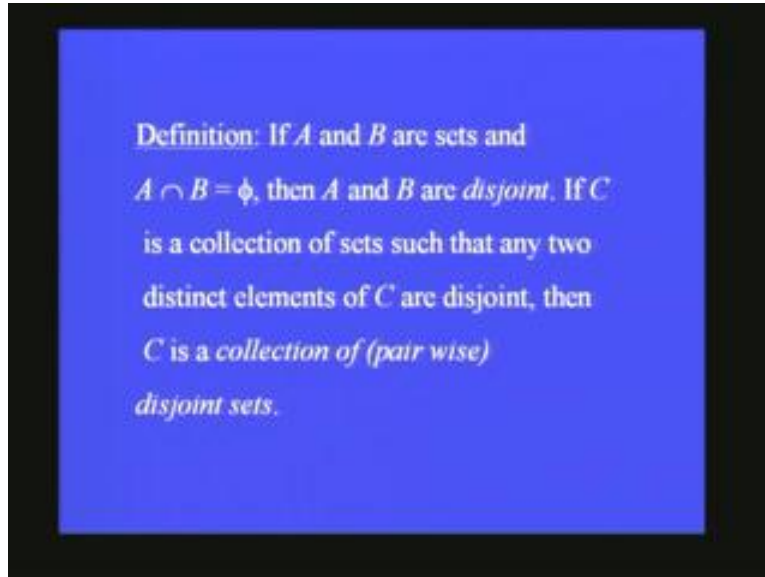 Definition: If A and B are sets and
A ∩ B = ϕ, then A and B are disjoint. If C
is a collection of sets such that any two
distinct elements of C are disjoint, then
C is a collection of (pair wise)
disjoint sets.